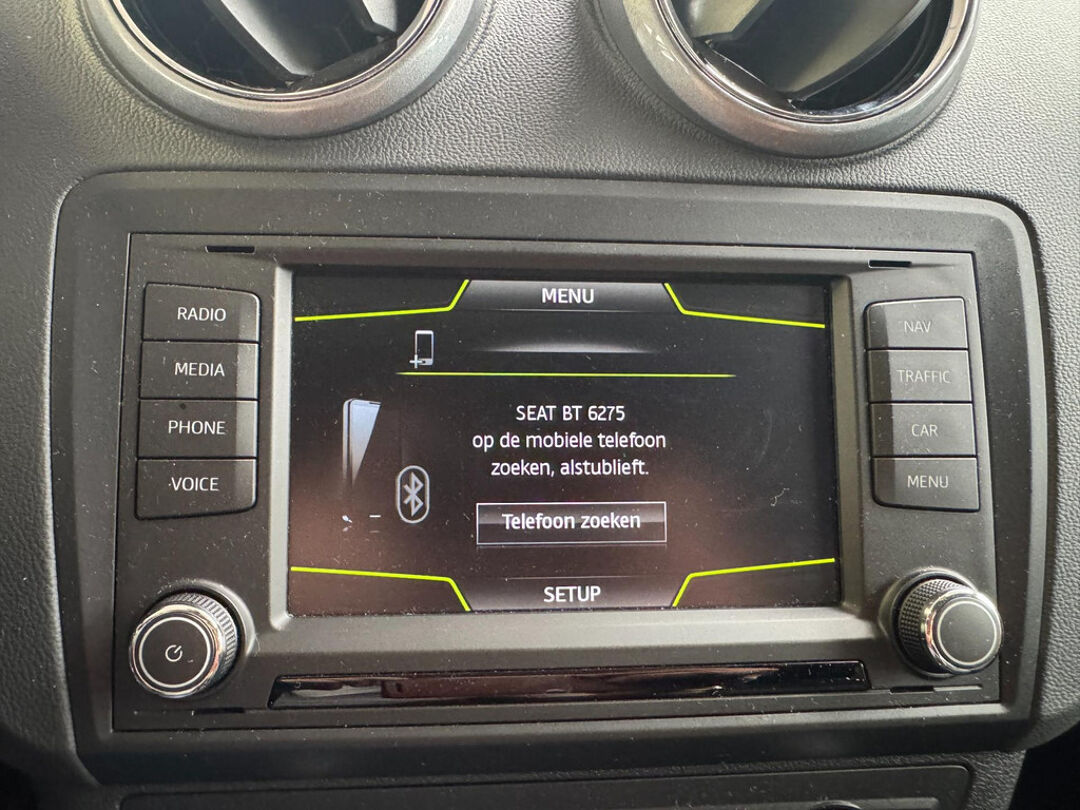 MENU
RADIO
MEDIA
PHONE
VOICE
SEAT BT 6275
op de mobiele telefoon
zoeken, alstublieft.
Telefoon zoeken
SETUP
NAV
TRAFFIC
CAR
MENU